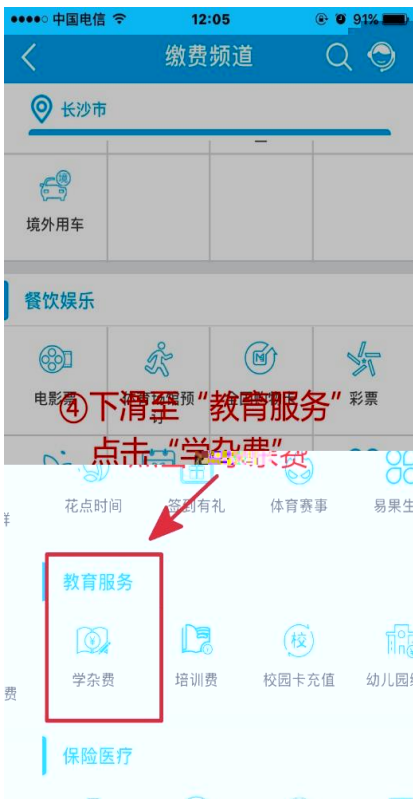 中国电信 12:05 91%
缴费频道
长沙市
境外用车
餐饮娱乐
电影票 彩票
④下滑至“教育服务”
点击“学杂费”
花点时间 签到有礼 体育赛事 易果生
教育服务
学杂费 培训费 校园卡充值 幼儿园
费
保险医疗